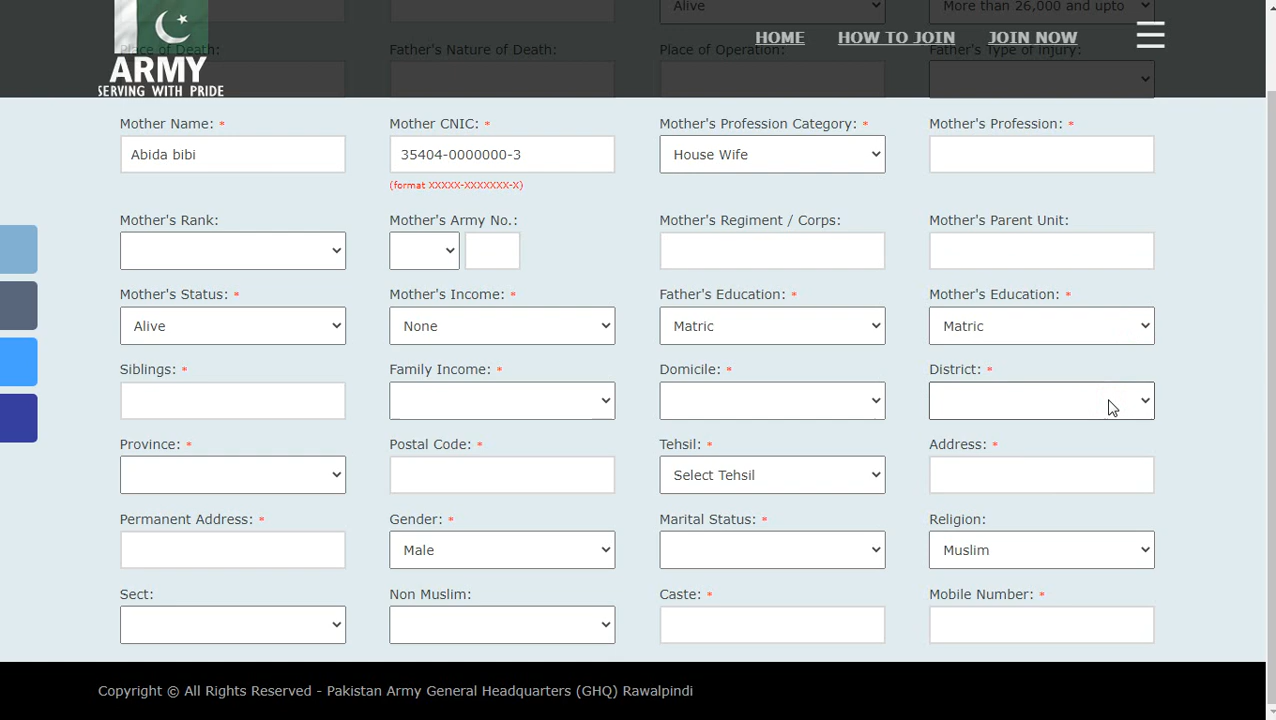 Alive
More than 26,000 and upto
HOME HOW TO JOIN JOIN NOW
Place of Death: Father's Nature of Death: Place of Operation: Father's Type of Injury:
ARMY
SERVING WITH PRIDE
Mother Name: * Mother CNIC: * Mother's Profession Category: * Mother's Profession: *
Abida bibi 35404-0000000-3 House Wife
(format XXXXX-XXXXXXX-X)
Mother's Rank: Mother's Army No.: Mother's Regiment / Corps: Mother's Parent Unit:
Mother's Status: * Mother's Income: * Father's Education: * Mother's Education: *
Alive None Matric Matric
Siblings: * Family Income: * Domicile: * District: *
Province: * Postal Code: * Tehsil: * Address: *
Select Tehsil
Permanent Address: * Gender: * Marital Status: * Religion:
Male Muslim
Sect: Non Muslim: Caste: * Mobile Number: *
Copyright © All Rights Reserved - Pakistan Army General Headquarters (GHQ) Rawalpindi